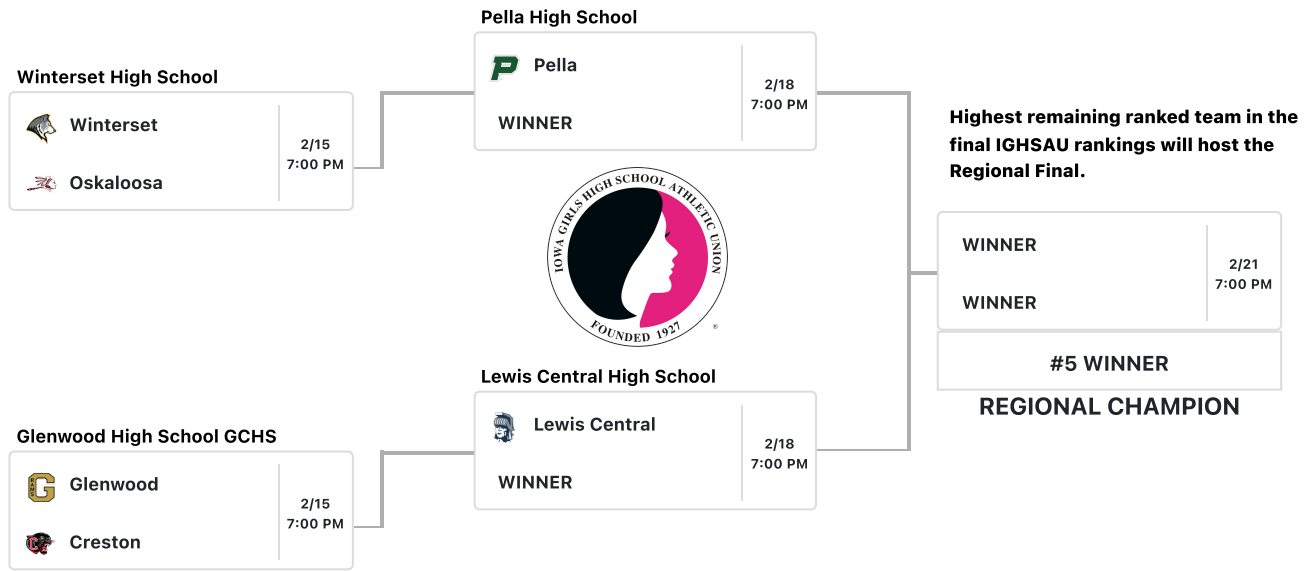 Pella High School
Pella
WINNER
2/18
7:00 PM
Winterset High School
Winterset
Oskaloosa
2/15
7:00 PM
Highest remaining ranked team in the
final IGHSAU rankings will host the
Regional Final.
IOWA GIRLS HIGH SCHOOL ATHLETIC UNION
FOUNDED 1927
®
WINNER
WINNER
2/21
7:00 PM
#5 WINNER
REGIONAL CHAMPION
Lewis Central High School
Lewis Central
WINNER
2/18
7:00 PM
Glenwood High School GCHS
G
RAMS
Glenwood
Creston
2/15
7:00 PM